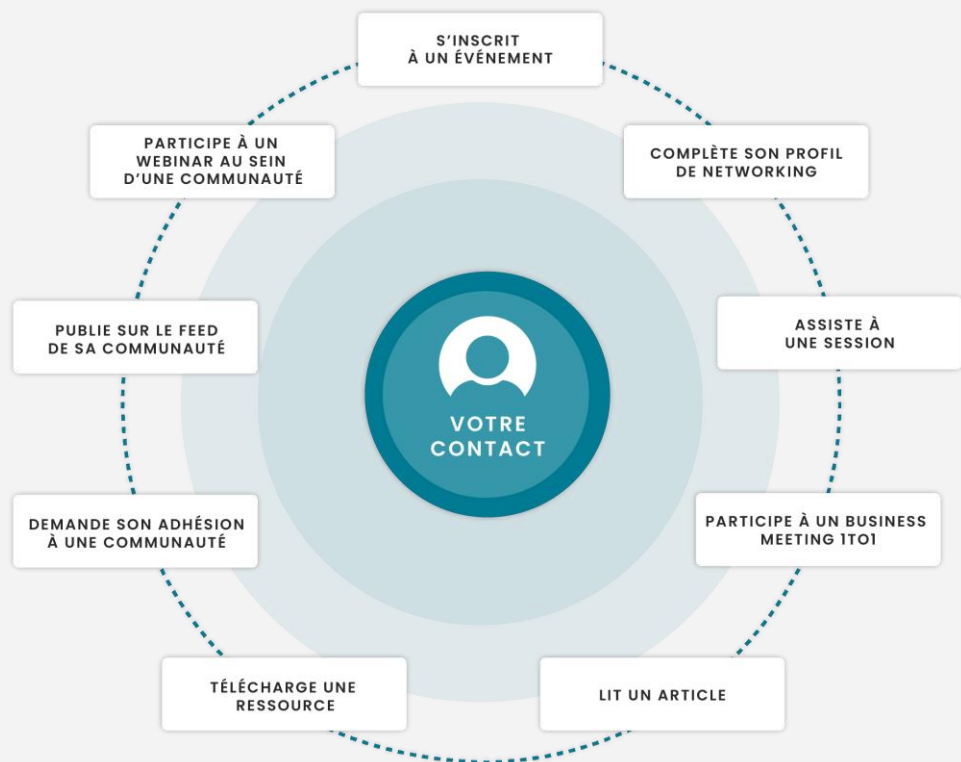 S'INSCRIT
À UN ÉVÉNEMENT
COMPLÈTE SON PROFIL
DE NETWORKING
ASSISTE À
UNE SESSION
PARTICIPE À UN BUSINESS
MEETING 1TO1
LIT UN ARTICLE
TÉLÉCHARGE UNE
RESSOURCE
DEMANDE SON ADHÉSION
À UNE COMMUNAUTÉ
PUBLIE SUR LE FEED
DE SA COMMUNAUTÉ
PARTICIPE À UN
WEBINAR AU SEIN
D'UNE COMMUNAUTÉ
VOTRE
CONTACT